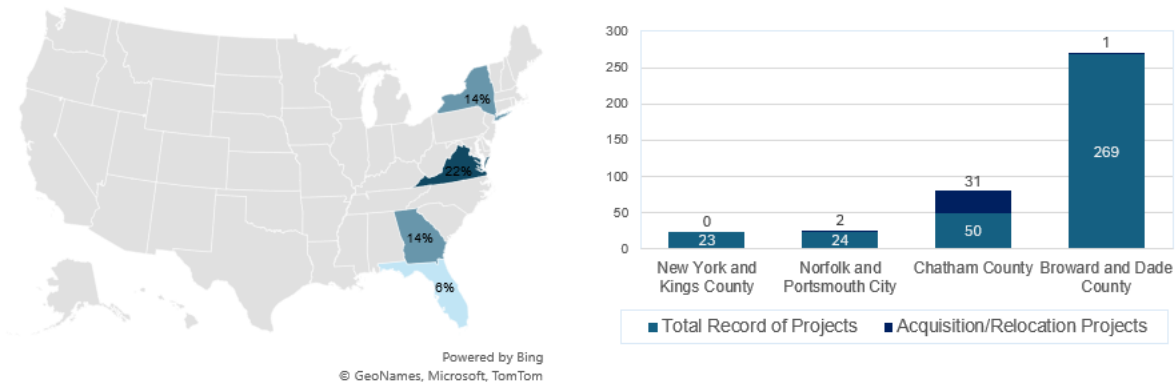 14%
22%
14%
6%
Powered by Bing
© GeoNames, Microsoft, TomTom
300
250
200
150
100
50
0
0
23
2
24
31
50
1
269
New York and
Kings County
Norfolk and
Portsmouth City
Chatham County
Broward and Dade
County
Total Record of Projects
Acquisition/Relocation Projects